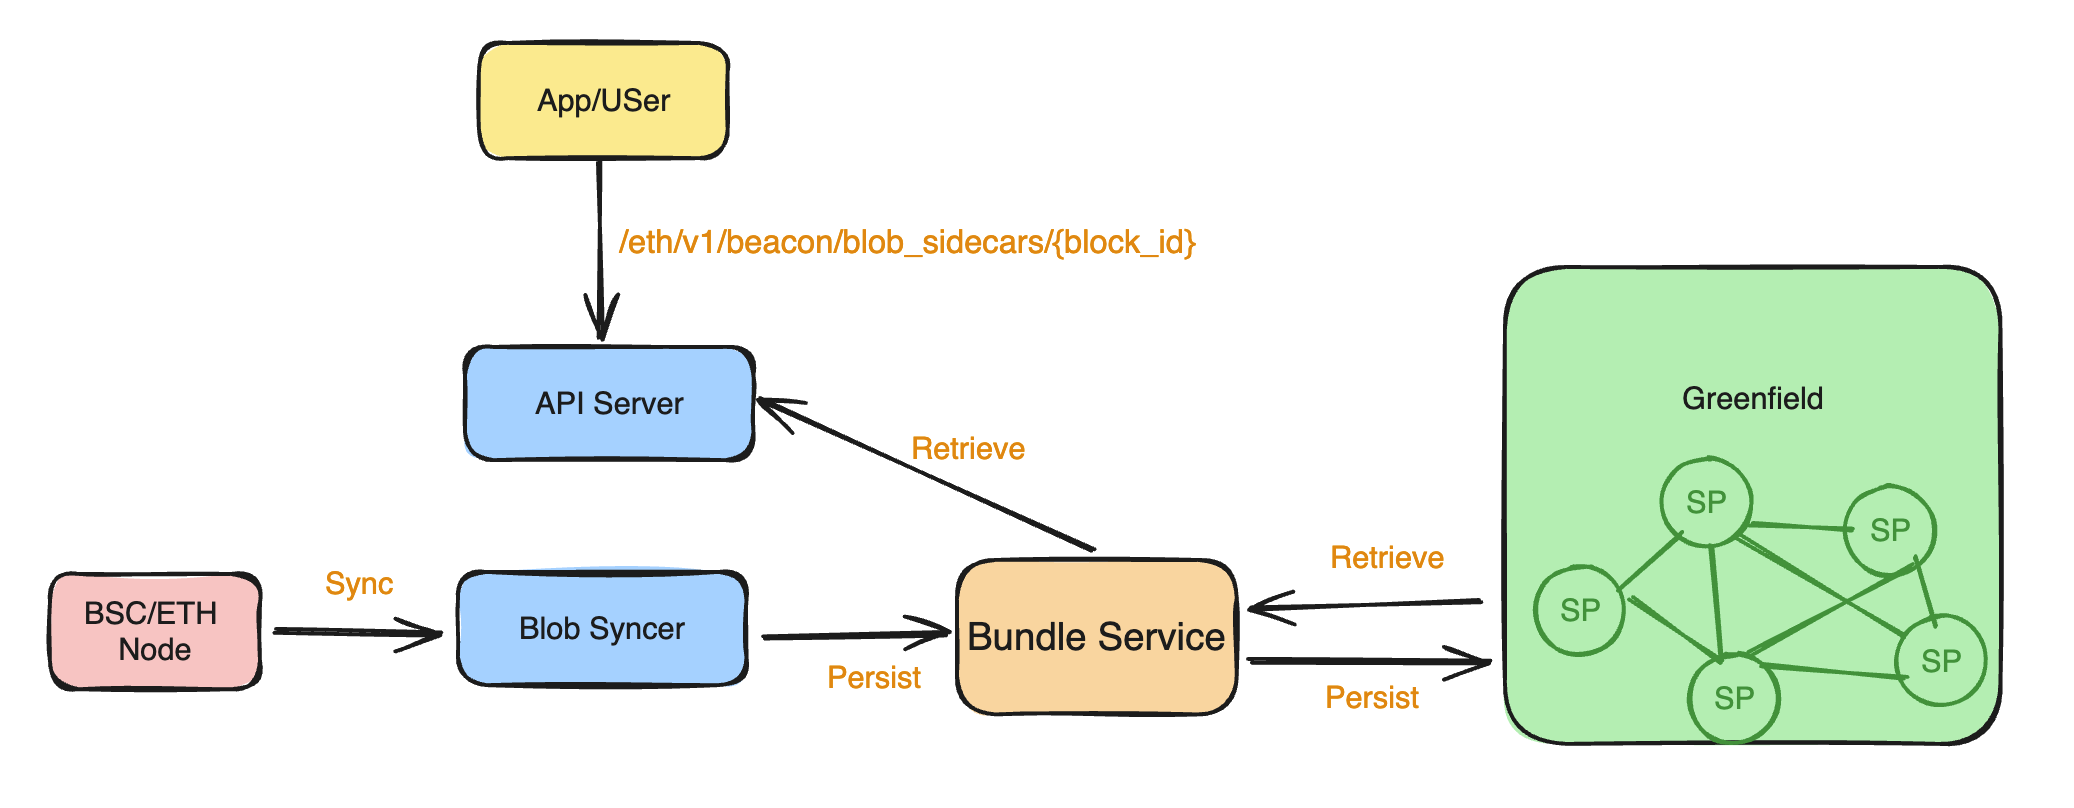 App/USer
/eth/v1/beacon/blob_sidecars/{block_id}
API Server
Retrieve
Greenfield
SP
SP
SP
SP
SP
BSC/ETH
Node
Sync
Blob Syncer
Persist
Bundle Service
Retrieve
Persist